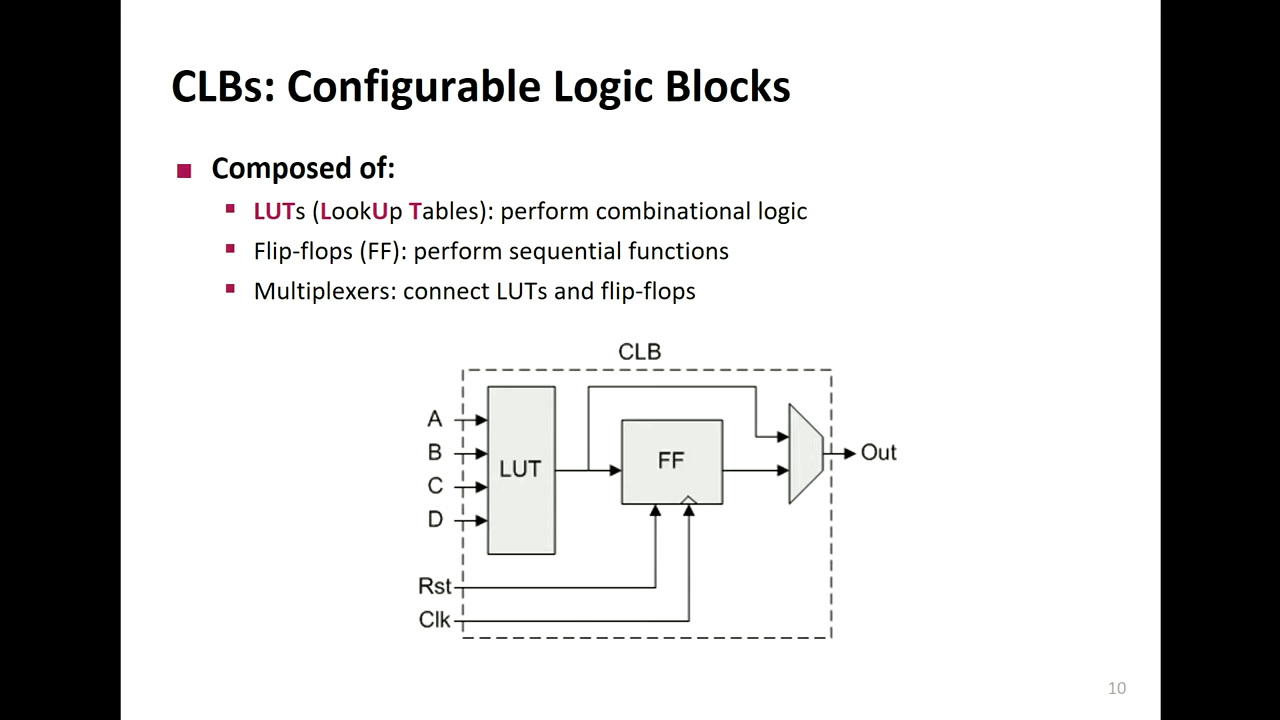 CLBs: Configurable Logic Blocks
Composed of:
LUTs (LookUp Tables): perform combinational logic
Flip-flops (FF): perform sequential functions
Multiplexers: connect LUTs and flip-flops
CLB
A
B
C
D
LUT
FF
Out
Rst
Clk
10